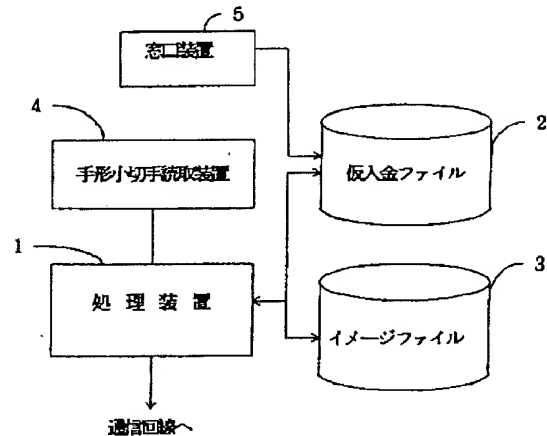 5
窓口装置
4
2
手形小切手読取装置
仮入金ファイル
1
3
処理装置
イメージファイル
通信回線へ